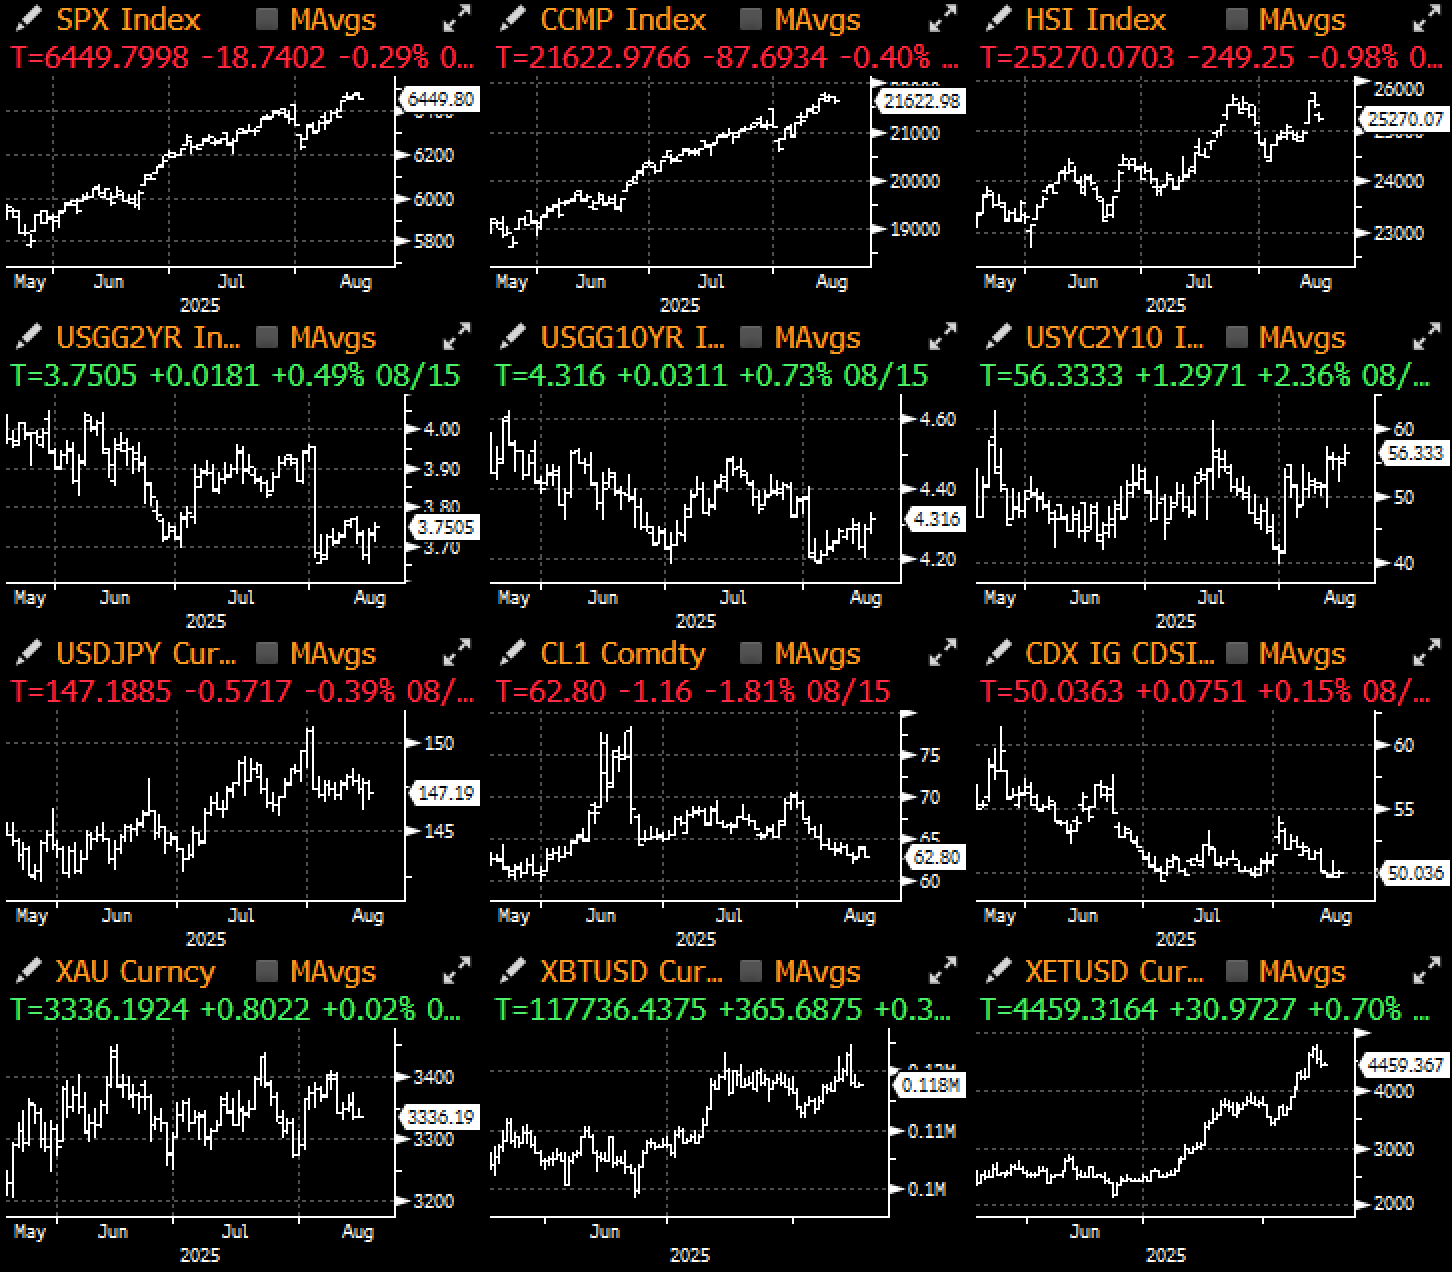 SPX Index MAvgs CCMP Index MAvgs HSI Index MAvgs
T=6449.7998 -18.7402 -0.29% 0... T=21622.9766 -87.6934 -0.40% ... T=25270.0703 -249.25 -0.98% 0...
6449.80
6200
6000
5800
May Jun Jul Aug
2025
21622.98
21000
20000
19000
May Jun Jul Aug
2025
26000
25270.07
24000
23000
May Jun Jul Aug
2025
USGG2YR In... MAvgs USGG10YR I... MAvgs USYC2Y10 I... MAvgs
T=3.7505 +0.0181 +0.49% 08/15 T=4.316 +0.0311 +0.73% 08/15 T=56.3333 +1.2971 +2.36% 08/...
4.00
3.90
3.80
3.7505
3.70
May Jun Jul Aug
2025
4.60
4.40
4.316
4.20
May Jun Jul Aug
2025
60
56.333
50
40
May Jun Jul Aug
2025
USDJPY Cur... MAvgs CL1 Comdty MAvgs CDX IG CDSI... MAvgs
T=147.1885 -0.5717 -0.39% 08/... T=62.80 -1.16 -1.81% 08/15 T=50.0363 +0.0751 +0.15% 08/...
150
147.19
145
May Jun Jul Aug
2025
75
70
65
62.80
60
May Jun Jul Aug
2025
60
55
50.036
May Jun Jul Aug
2025
XAU Curncy MAvgs XBTUSD Cur... MAvgs XETUSD Cur... MAvgs
T=3336.1924 +0.8022 +0.02% 0... T=117736.4375 +365.6875 +0.3... T=4459.3164 +30.9727 +0.70% ...
3400
3336.19
3300
3200
May Jun Jul Aug
2025
0.118M
0.11M
0.1M
Jun
2025
4459.367
4000
3000
2000
Jun
2025